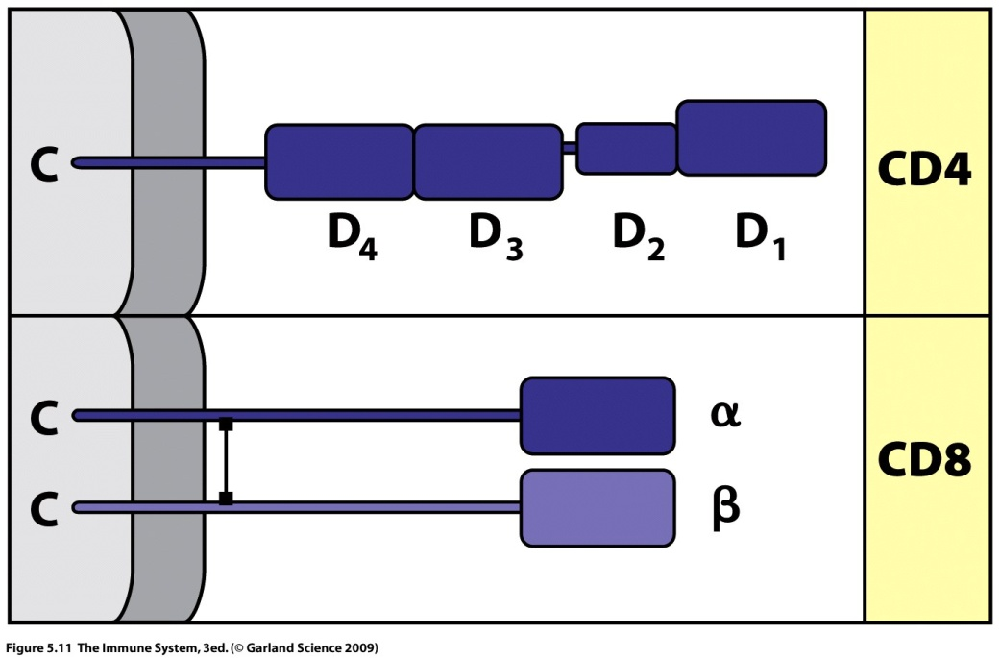 C
D4 D3 D2 D1
CD4
C α
C β
CD8
Figure 5.11 The Immune System, 3ed. (© Garland Science 2009)